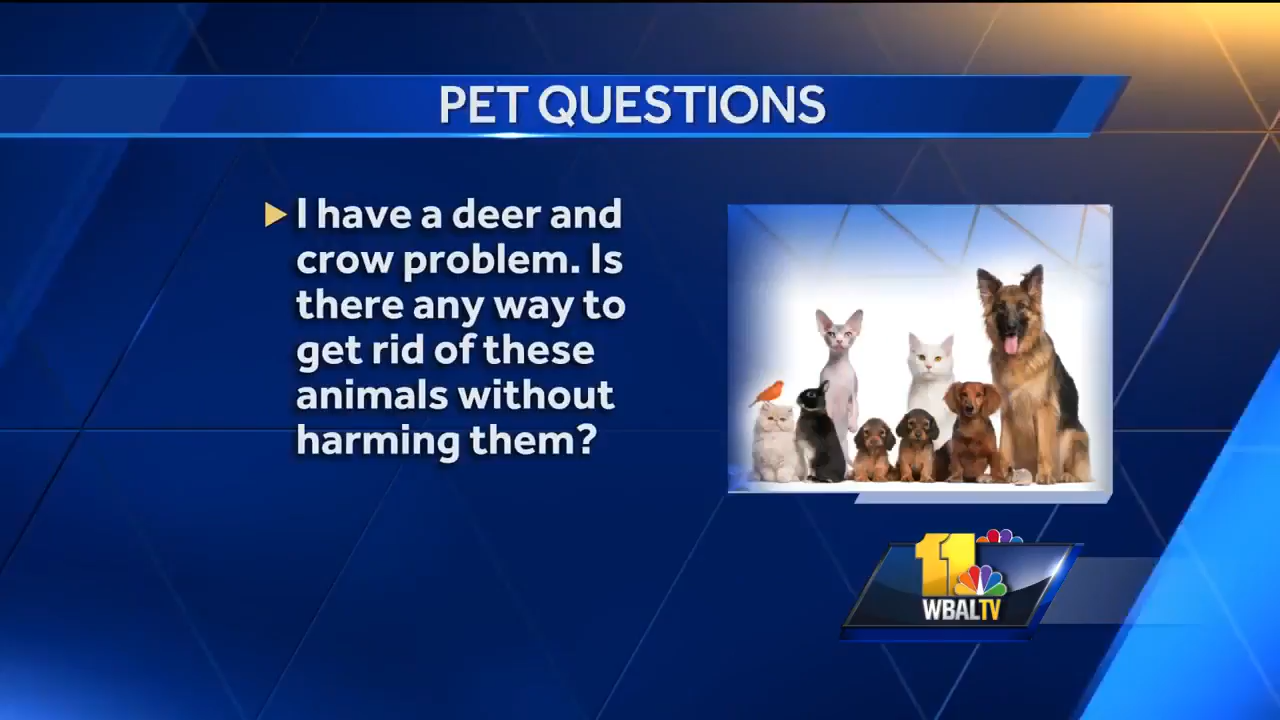 PET QUESTIONS
I have a deer and
crow problem. Is
there any way to
get rid of these
animals without
harming them?
11
WBALTV